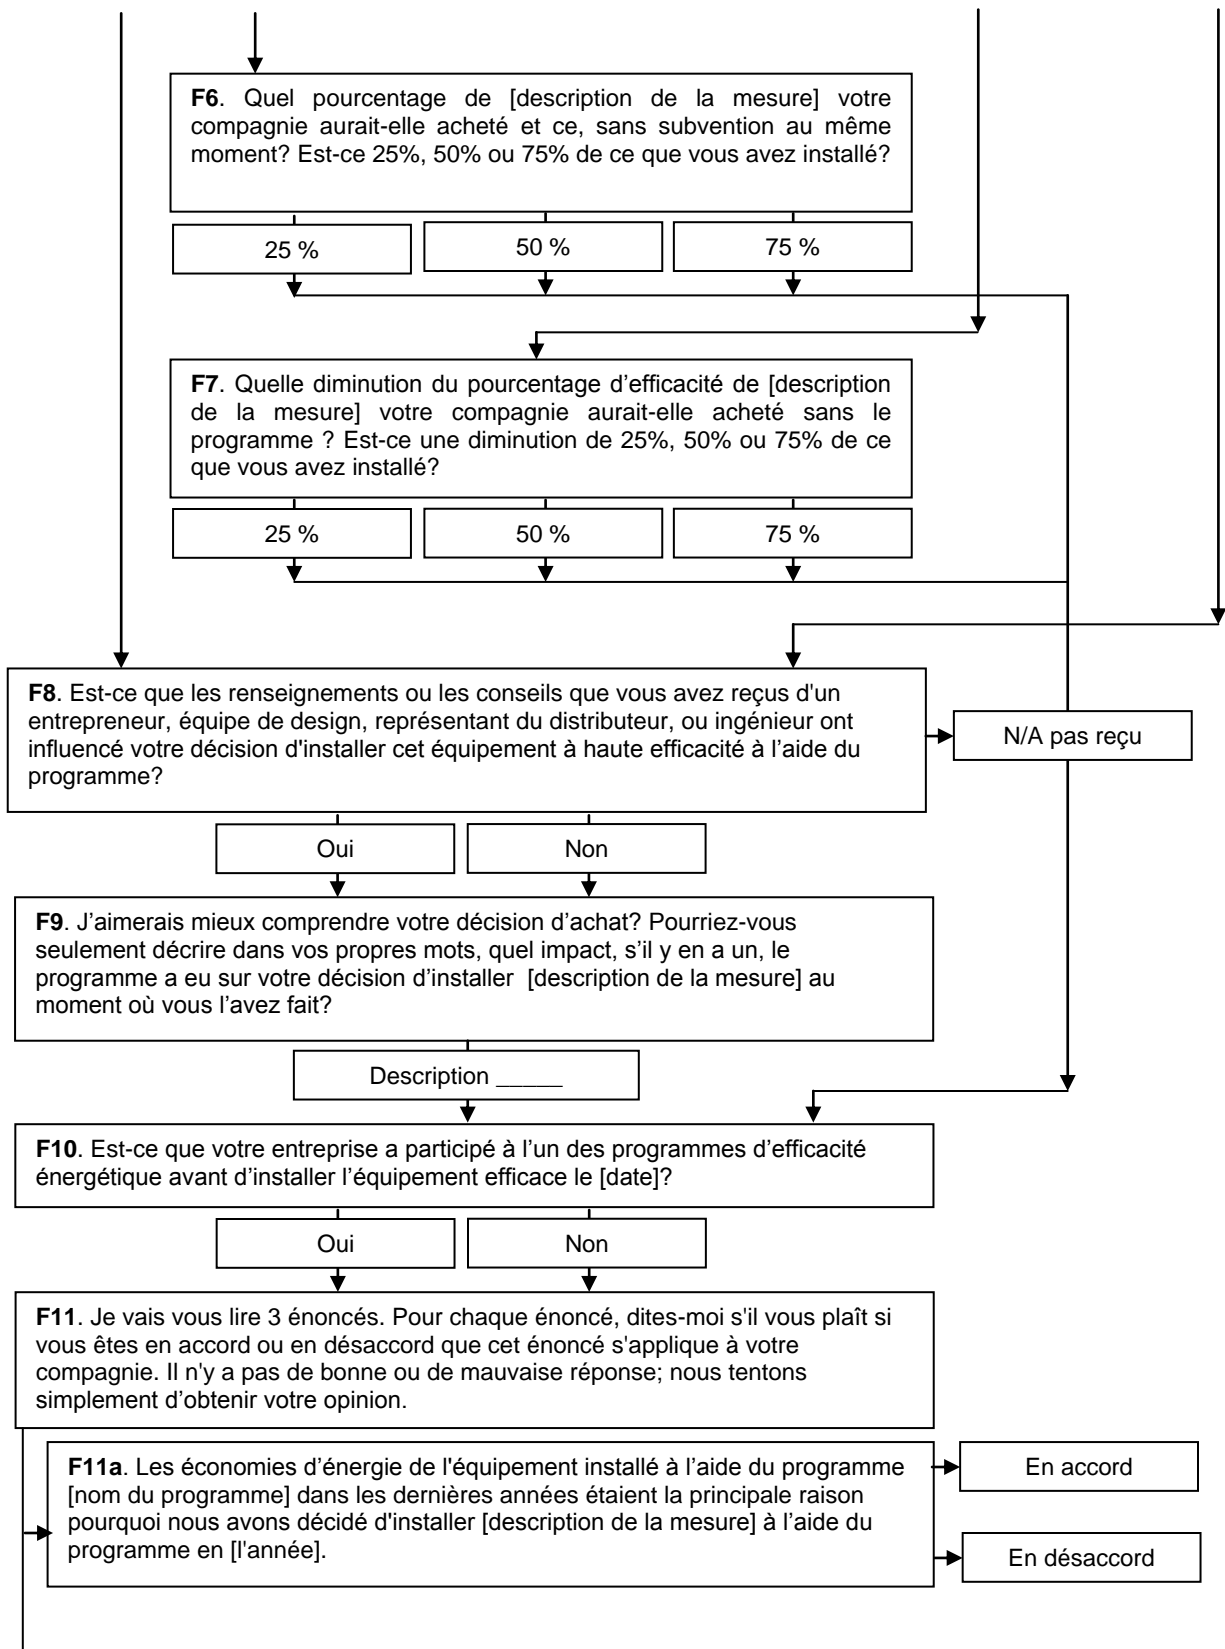 F6. Quel pourcentage de [description de la mesure] votre
compagnie aurait-elle acheté et ce, sans subvention au même
moment? Est-ce 25%, 50% ou 75% de ce que vous avez installé?
25 %
50 %
75 %
F7. Quelle diminution du pourcentage d’efficacité de [description
de la mesure] votre compagnie aurait-elle acheté sans le
programme ? Est-ce une diminution de 25%, 50% ou 75% de ce
que vous avez installé?
25 %
50 %
75 %
F8. Est-ce que les renseignements ou les conseils que vous avez reçus d'un
entrepreneur, équipe de design, représentant du distributeur, ou ingénieur ont
influencé votre décision d'installer cet équipement à haute efficacité à l’aide du
programme?
N/A pas reçu
Oui
Non
F9. J’aimerais mieux comprendre votre décision d’achat? Pourriez-vous
seulement décrire dans vos propres mots, quel impact, s’il y en a un, le
programme a eu sur votre décision d’installer [description de la mesure] au
moment où vous l’avez fait?
Description _____
F10. Est-ce que votre entreprise a participé à l’un des programmes d’efficacité
énergétique avant d’installer l’équipement efficace le [date]?
Oui
Non
F11. Je vais vous lire 3 énoncés. Pour chaque énoncé, dites-moi s'il vous plaît si
vous êtes en accord ou en désaccord que cet énoncé s'applique à votre
compagnie. Il n'y a pas de bonne ou de mauvaise réponse; nous tentons
simplement d’obtenir votre opinion.
F11a. Les économies d’énergie de l'équipement installé à l’aide du programme
[nom du programme] dans les dernières années étaient la principale raison
pourquoi nous avons décidé d'installer [description de la mesure] à l’aide du
programme en [l'année].
En accord
En désaccord